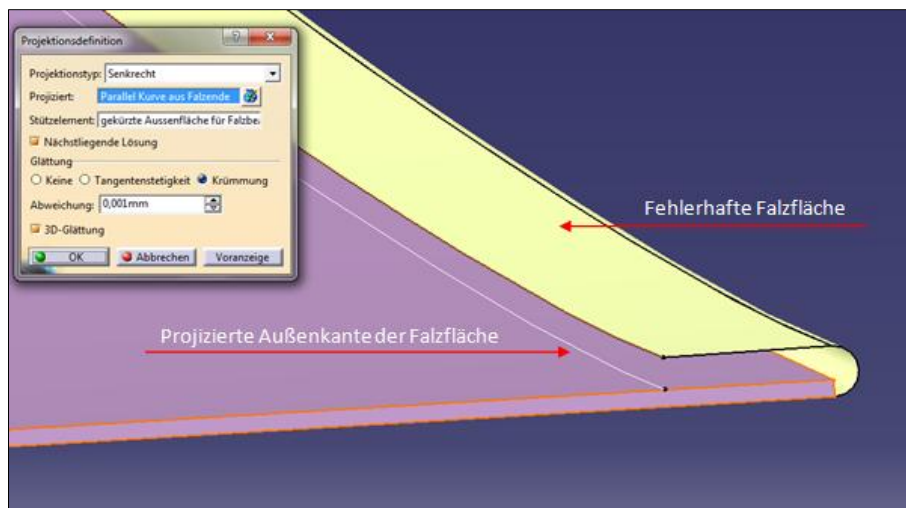 Projektionsdefinition
Projektionstyp: Senkrecht
Projiziert: Parallel Kurve aus Falzende
Stützelement: gekürzte Aussenfläche für Falzbe
Nächstliegende Lösung
Glättung
Keine Tangentenstetigkeit Krümmung
Abweichung: 0,001mm
3D-Glättung
OK Abbrechen Voranzeige
Fehlerhafte Falzfläche
Projizierte Außenkante der Falzfläche